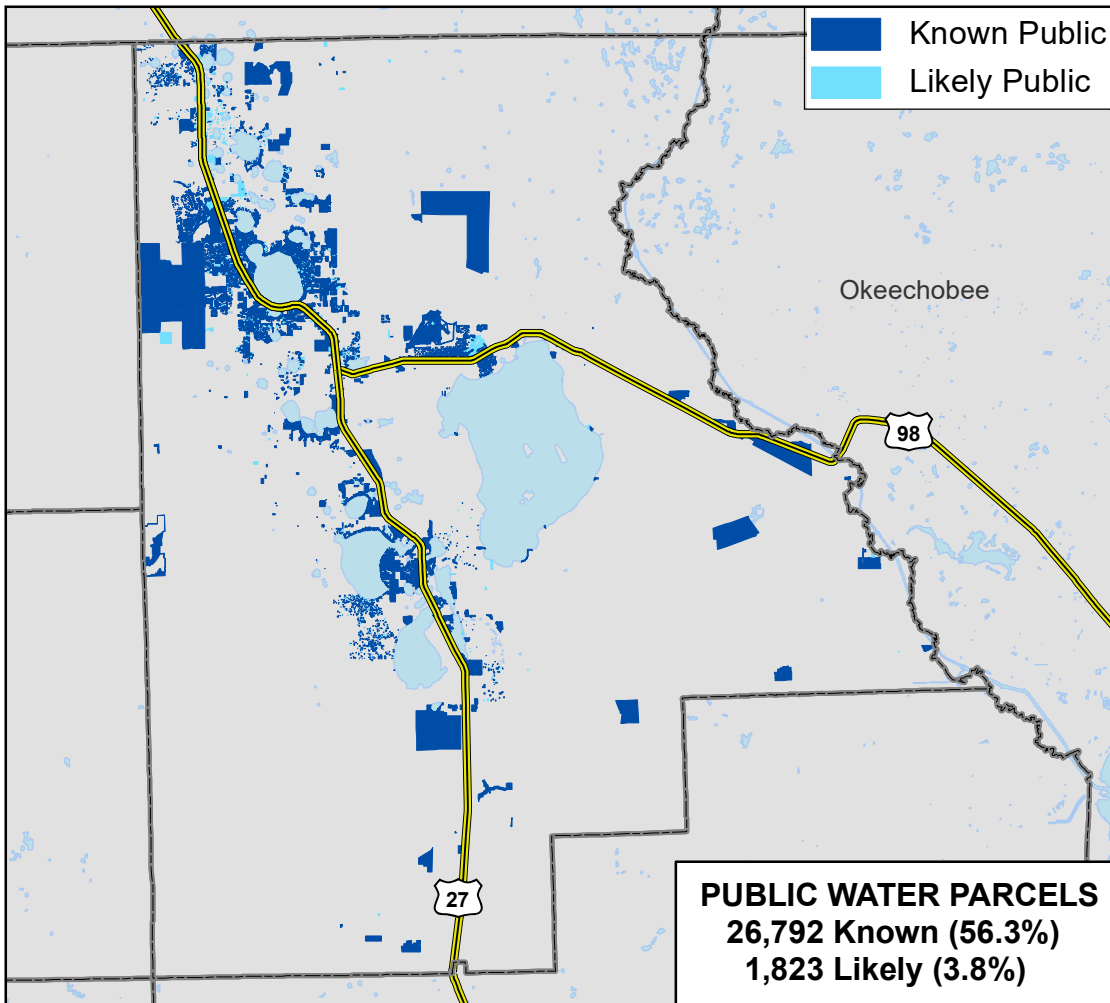 Known Public
Likely Public
Okeechobee
98
27
PUBLIC WATER PARCELS
26,792 Known (56.3%)
1,823 Likely (3.8%)